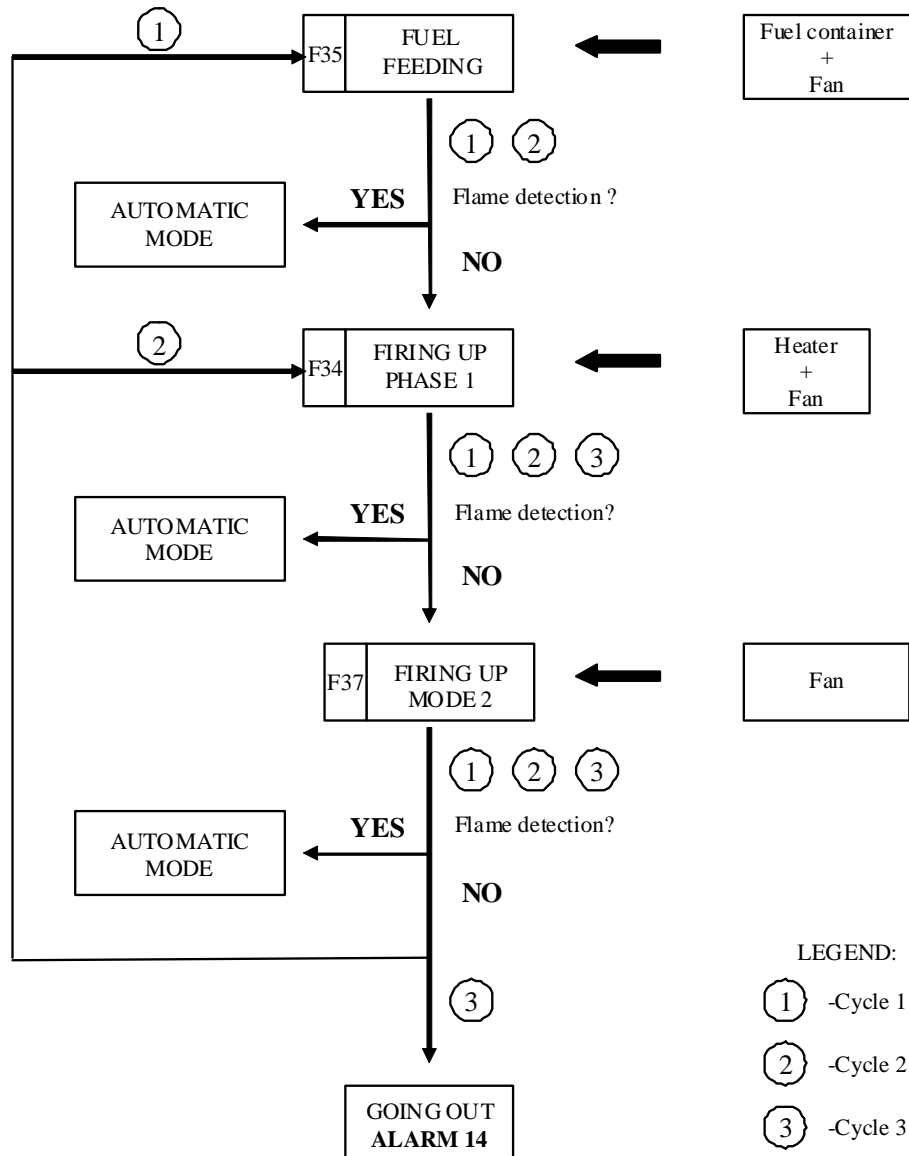 1
F35
FUEL
FEEDING
Fuel container
+
Fan
1 2
YES
Flame detection ?
AUTOMATIC
MODE
NO
2
F34
FIRING UP
PHASE 1
Heater
+
Fan
1 2 3
YES
Flame detection?
AUTOMATIC
MODE
NO
F37
FIRING UP
MODE 2
Fan
1 2 3
YES
Flame detection?
AUTOMATIC
MODE
NO
3
GOING OUT
ALARM 14
LEGEND:
1 -Cycle 1
2 -Cycle 2
3 -Cycle 3